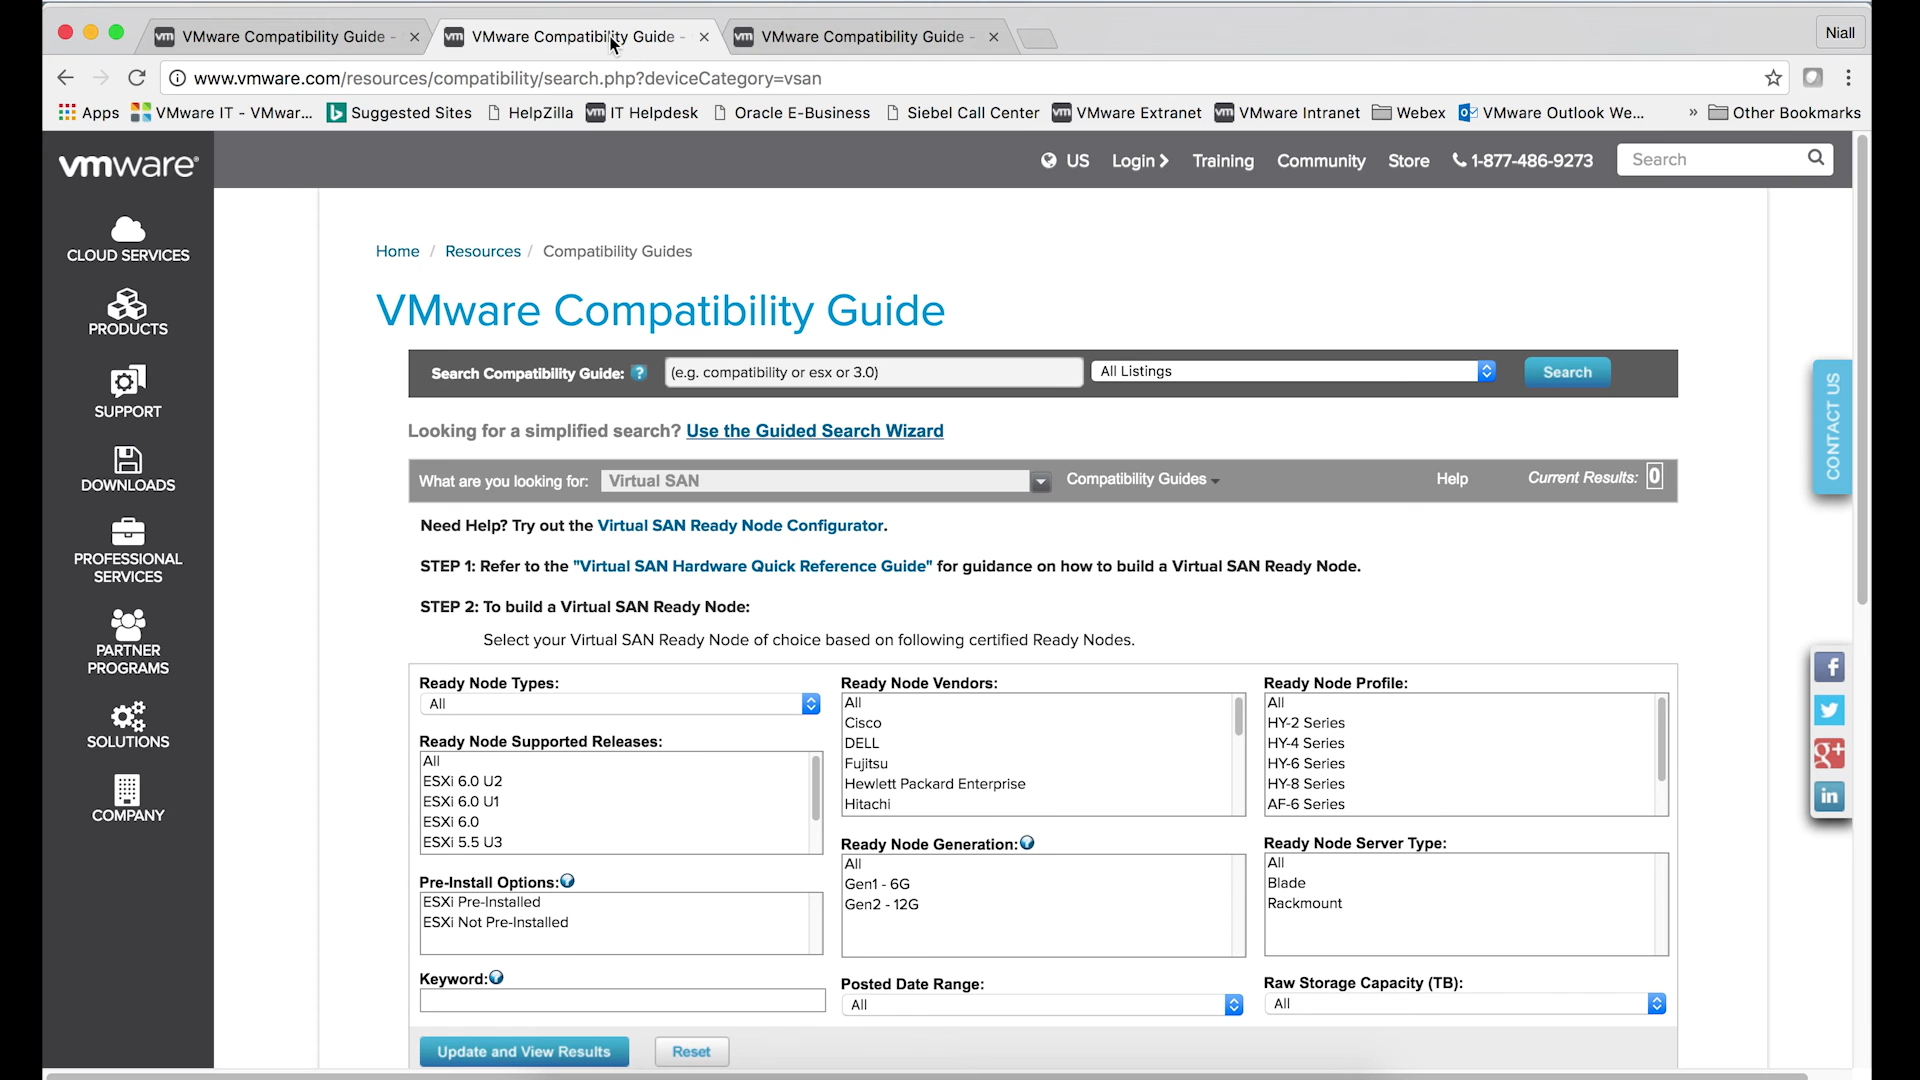 VMware Compatibility Guide -
VMware Compatibility Guide -
VMware Compatibility Guide -
Niall
www.vmware.com/resources/compatibility/search.php?deviceCategory=vsan
Apps
VMware IT - VMwar...
Suggested Sites
HelpZilla
IT Helpdesk
Oracle E-Business
Siebel Call Center
VMware Extranet
VMware Intranet
Webex
VMware Outlook We...
»
Other Bookmarks
vmware
US
Login
Training
Community
Store
1-877-486-9273
Search
CLOUD SERVICES
PRODUCTS
SUPPORT
DOWNLOADS
PROFESSIONAL
SERVICES
PARTNER
PROGRAMS
SOLUTIONS
COMPANY
Home / Resources / Compatibility Guides
VMware Compatibility Guide
Search Compatibility Guide: ?
(e.g. compatibility or esx or 3.0)
All Listings
Search
Looking for a simplified search? Use the Guided Search Wizard
What are you looking for:
Virtual SAN
Compatibility Guides
Help
Current Results: 0
Need Help? Try out the Virtual SAN Ready Node Configurator.
STEP 1: Refer to the "Virtual SAN Hardware Quick Reference Guide" for guidance on how to build a Virtual SAN Ready Node.
STEP 2: To build a Virtual SAN Ready Node:
Select your Virtual SAN Ready Node of choice based on following certified Ready Nodes.
Ready Node Types:
All
Ready Node Supported Releases:
All
ESXi 6.0 U2
ESXi 6.0 U1
ESXi 6.0
ESXi 5.5 U3
Pre-Install Options:
ESXi Pre-Installed
ESXi Not Pre-Installed
Keyword:
Ready Node Vendors:
All
Cisco
DELL
Fujitsu
Hewlett Packard Enterprise
Hitachi
Ready Node Generation:
All
Gen1 - 6G
Gen2 - 12G
Posted Date Range:
All
Ready Node Profile:
All
HY-2 Series
HY-4 Series
HY-6 Series
HY-8 Series
AF-6 Series
Ready Node Server Type:
All
Blade
Rackmount
Raw Storage Capacity (TB):
All
Update and View Results
Reset
CONTACT US
f
g+
in